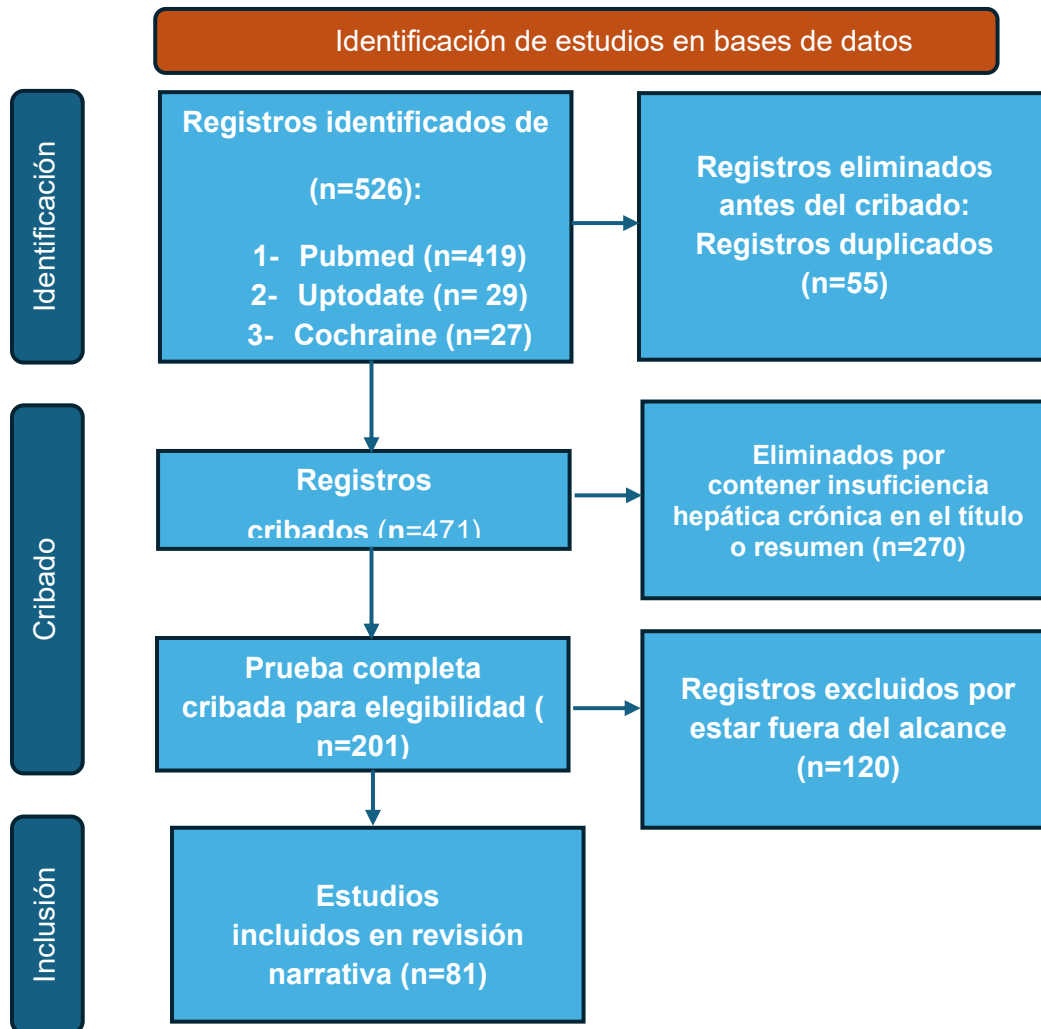 Identificación de estudios en bases de datos
Identificación
Registros identificados de
(n=526):
1- Pubmed (n=419)
2- Uptodate (n= 29)
3- Cochraine (n=27)
Registros eliminados
antes del cribado:
Registros duplicados
(n=55)
Cribado
Registros
cribados (n=471)
Eliminados por
contener insuficiencia
hepática crónica en el título
o resumen (n=270)
Prueba completa
cribada para elegibilidad (
n=201)
Registros excluidos por
estar fuera del alcance
(n=120)
Inclusión
Estudios
incluidos en revisión
narrativa (n=81)